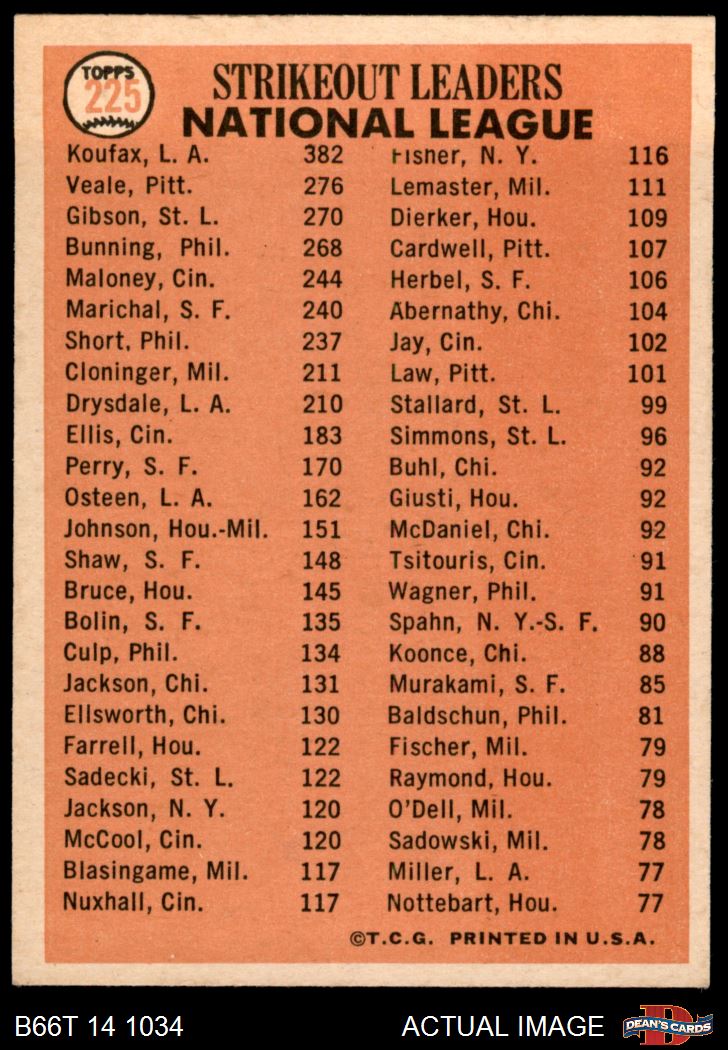 TOPPS
225
STRIKEOUT LEADERS
NATIONAL LEAGUE
Koufax, L. A. 382
Veale, Pitt. 276
Gibson, St. L. 270
Bunning, Phil. 268
Maloney, Cin. 244
Marichal, S. F. 240
Short, Phil. 237
Cloninger, Mil. 211
Drysdale, L. A. 210
Ellis, Cin. 183
Perry, S. F. 170
Osteen, L. A. 162
Johnson, Hou.-Mil. 151
Shaw, S. F. 148
Bruce, Hou. 145
Bolin, S. F. 135
Culp, Phil. 134
Jackson, Chi. 131
Ellsworth, Chi. 130
Farrell, Hou. 122
Sadecki, St. L. 122
Jackson, N. Y. 120
McCool, Cin. 120
Blasingame, Mil. 117
Nuxhall, Cin. 117
Fisher, N. Y. 116
Lemaster, Mil. 111
Dierker, Hou. 109
Cardwell, Pitt. 107
Herbel, S. F. 106
Abernathy, Chi. 104
Jay, Cin. 102
Law, Pitt. 101
Stallard, St. L. 99
Simmons, St. L. 96
Buhl, Chi. 92
Giusti, Hou. 92
McDaniel, Chi. 92
Tsitouris, Cin. 91
Wagner, Phil. 91
Spahn, N. Y.-S. F. 90
Koonce, Chi. 88
Murakami, S. F. 85
Baldschun, Phil. 81
Fischer, Mil. 79
Raymond, Hou. 79
O'Dell, Mil. 78
Sadowski, Mil. 78
Miller, L. A. 77
Nottebart, Hou. 77
©T.C.G. PRINTED IN U.S.A.
B66T 14 1034
ACTUAL IMAGE
D
DEAN'S CARDS